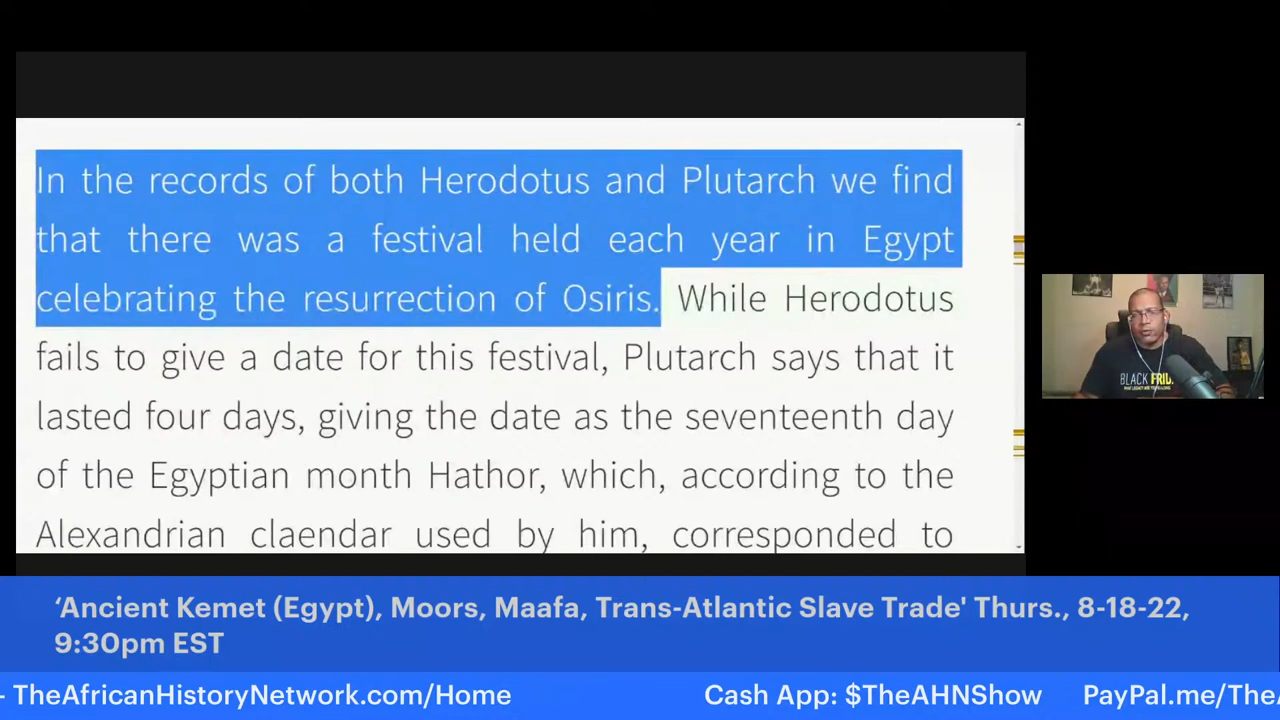 In the records of both Herodotus and Plutarch we find
that there was a festival held each year in Egypt
celebrating the resurrection of Osiris. While Herodotus
fails to give a date for this festival, Plutarch says that it
lasted four days, giving the date as the seventeenth day
of the Egyptian month Hathor, which, according to the
Alexandrian claendar used by him, corresponded to
BLACK
‘Ancient Kemet (Egypt), Moors, Maafa, Trans-Atlantic Slave Trade' Thurs., 8-18-22,
9:30pm EST
- TheAfricanHistoryNetwork.com/Home Cash App: $TheAHNShow PayPal.me/The